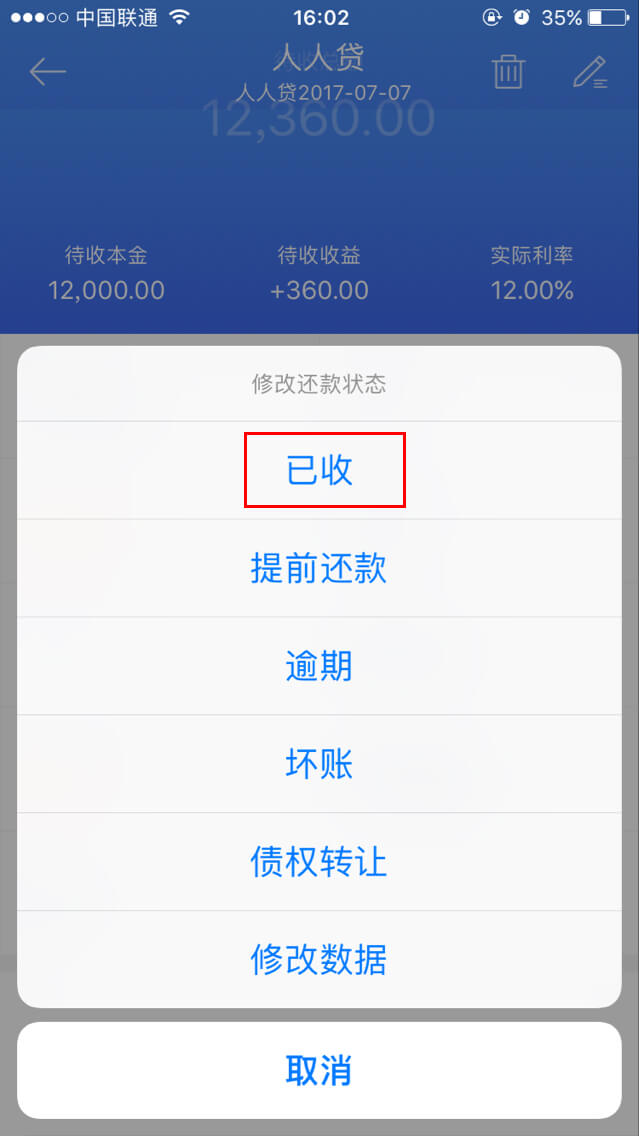 中国联通 16:02 35%
人人贷
人人贷2017-07-07
12,360.00
待收本金 待收收益 实际利率
12,000.00 +360.00 12.00%
修改还款状态
已收
提前还款
逾期
坏账
债权转让
修改数据
取消